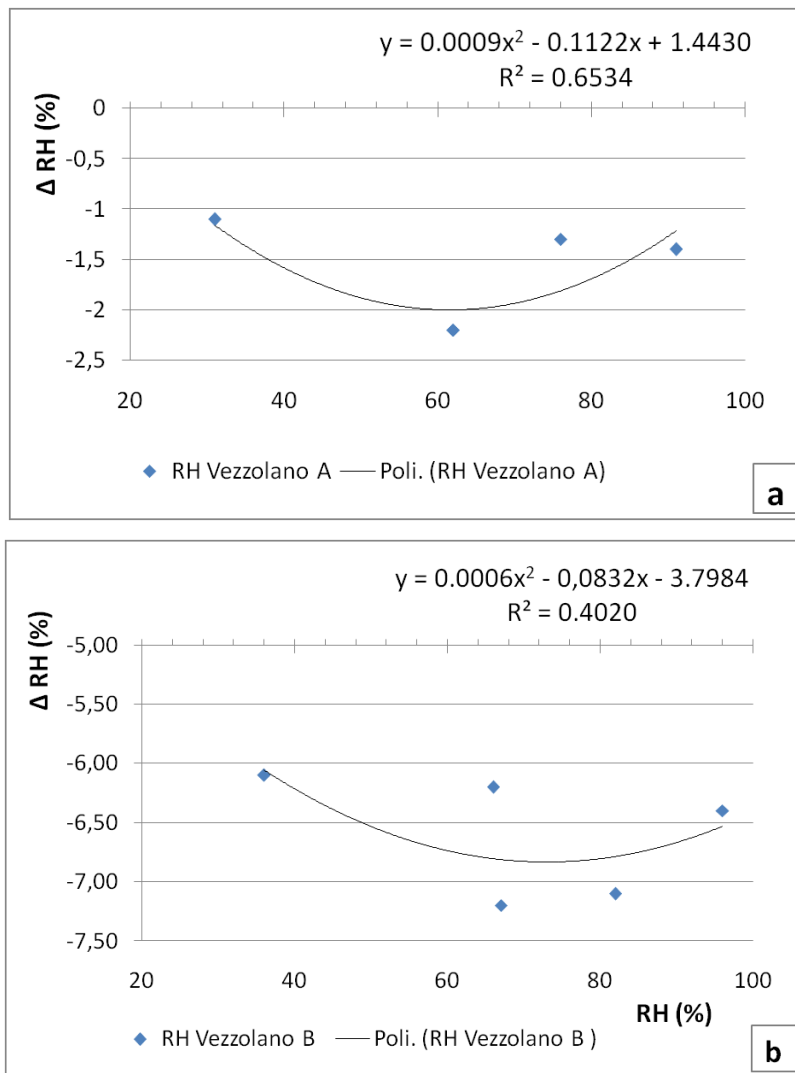 y = 0.0009x² - 0.1122x + 1.4430
R² = 0.6534
Δ RH (%)
0
-0,5
-1
-1,5
-2
-2,5
20 40 60 80 100
RH Vezzolano A Poli. (RH Vezzolano A)
a
y = 0.0006x² - 0,0832x - 3.7984
R² = 0.4020
Δ RH (%)
-5,00
-5,50
-6,00
-6,50
-7,00
-7,50
20 40 60 80 100
RH (%)
RH Vezzolano B Poli. (RH Vezzolano B )
b